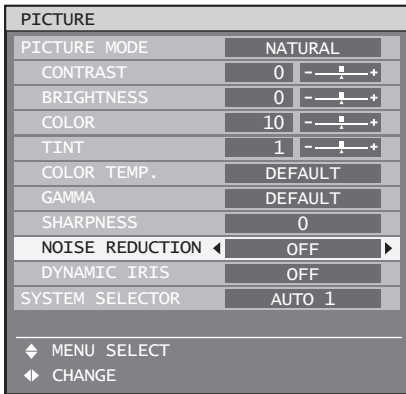 PICTURE
PICTURE MODE NATURAL
CONTRAST 0 - +
BRIGHTNESS 0 - +
COLOR 10 - +
TINT 1 - +
COLOR TEMP. DEFAULT
GAMMA DEFAULT
SHARPNESS 0
NOISE REDUCTION OFF
DYNAMIC IRIS OFF
SYSTEM SELECTOR AUTO 1
MENU SELECT
CHANGE